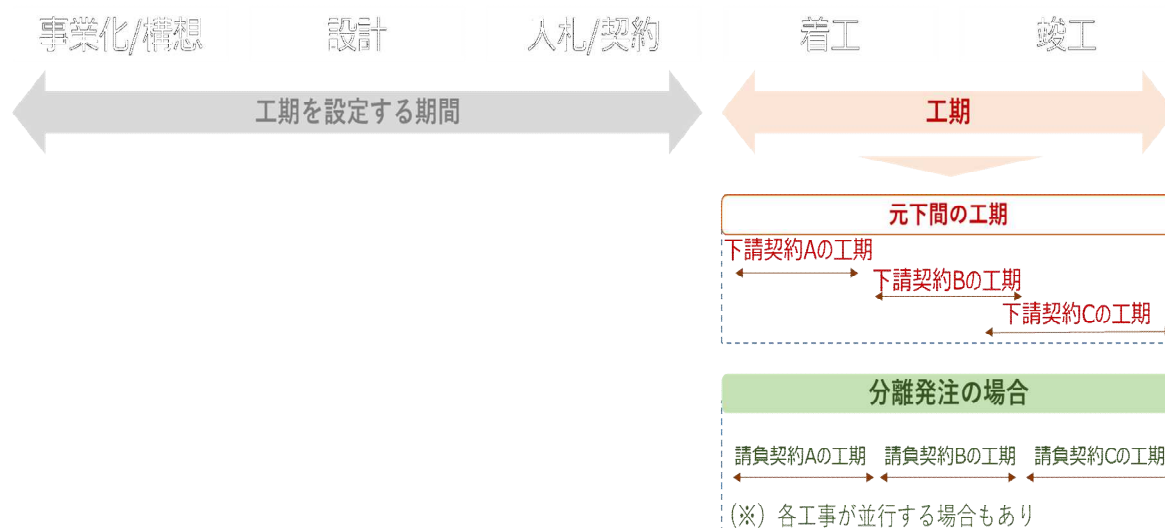 事業化/構想 設計 入札/契約 着工 竣工
工期を設定する期間 工期
元下間の工期
下請契約Aの工期
下請契約Bの工期
下請契約Cの工期
分離発注の場合
請負契約Aの工期 請負契約Bの工期 請負契約Cの工期
(※) 各工事が並行する場合もあり